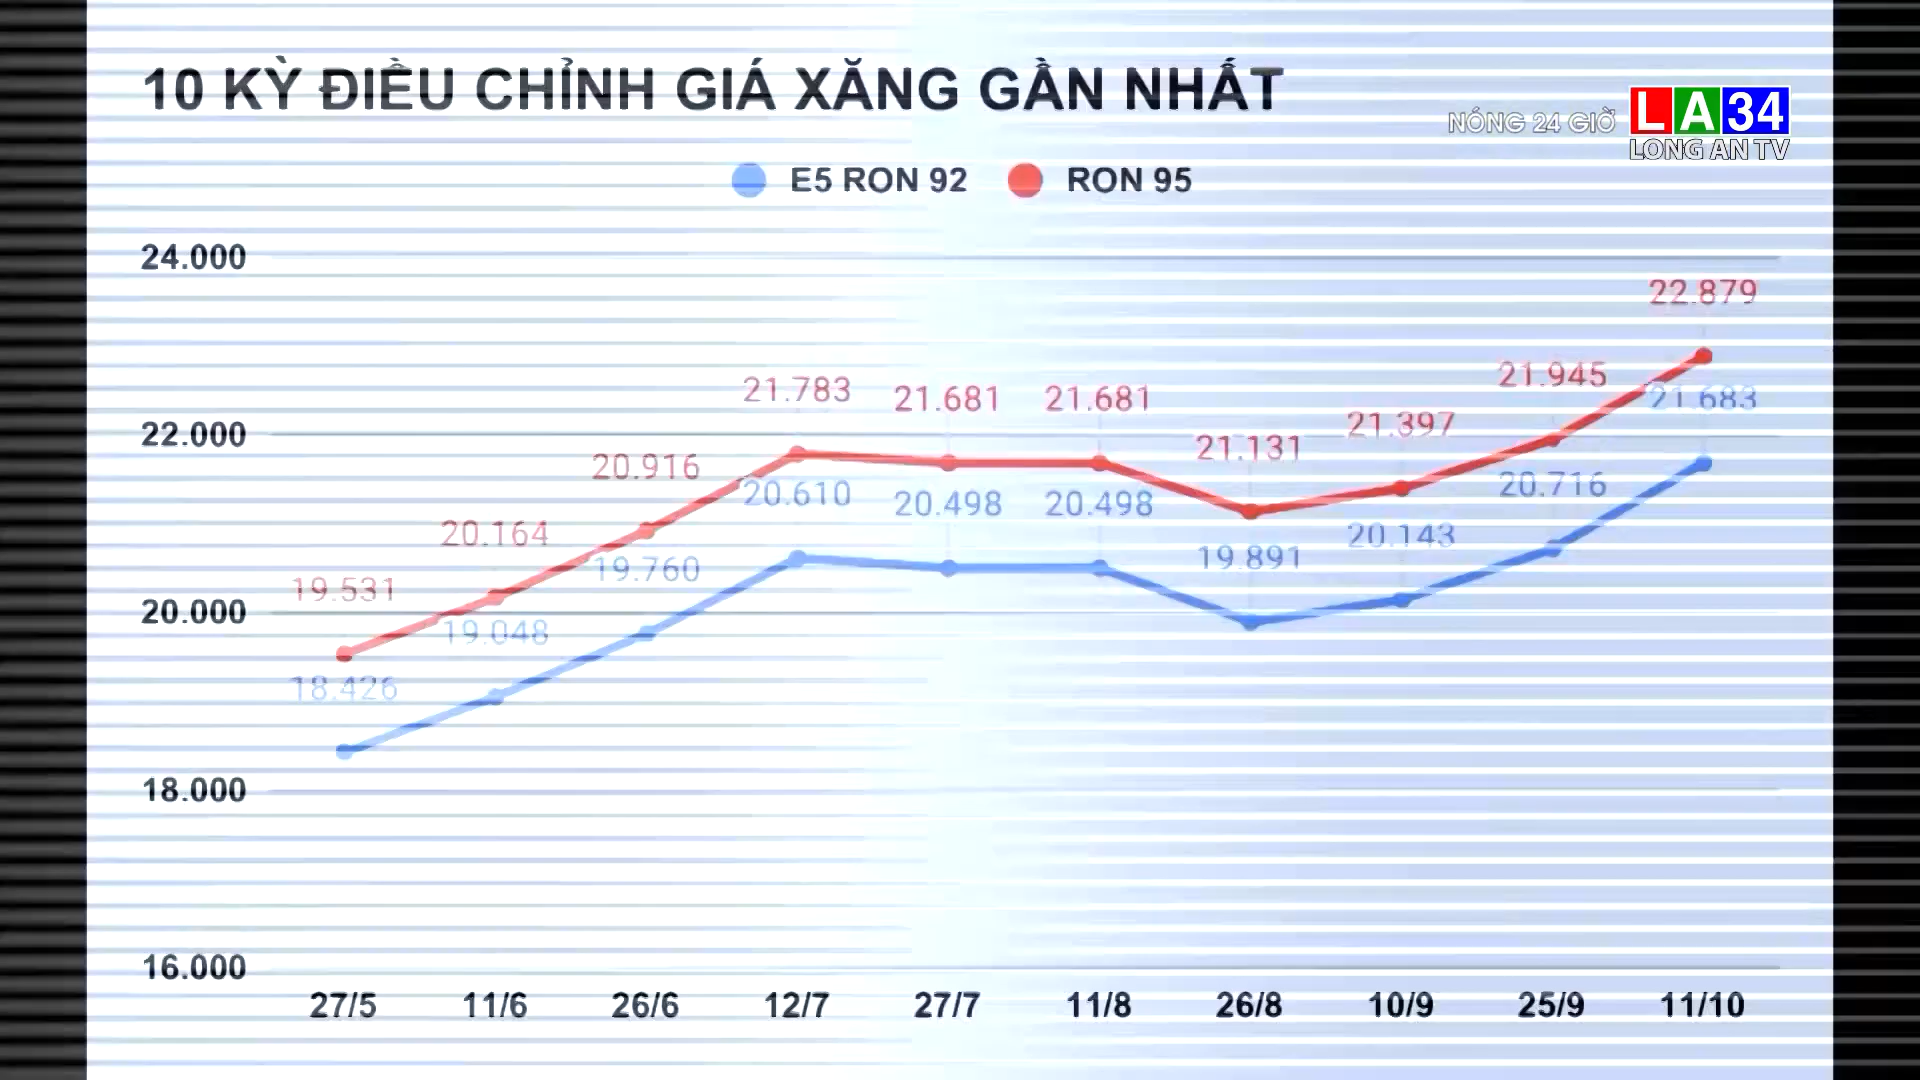 10 KỲ ĐIỀU CHỈNH GIÁ XĂNG GẦN NHẤT
NÓNG 24 GIỜ
LA34
LONG AN TV
E5 RON 92 RON 95
24.000
22.879
21.783 21.681 21.681 21.945 21.683
22.000
20.916 21.131 21.397
20.610 20.498 20.498 20.716
20.164 19.760 19.891 20.143
19.531
20.000
19.048
18.426
18.000
16.000
27/5 11/6 26/6 12/7 27/7 11/8 26/8 10/9 25/9 11/10